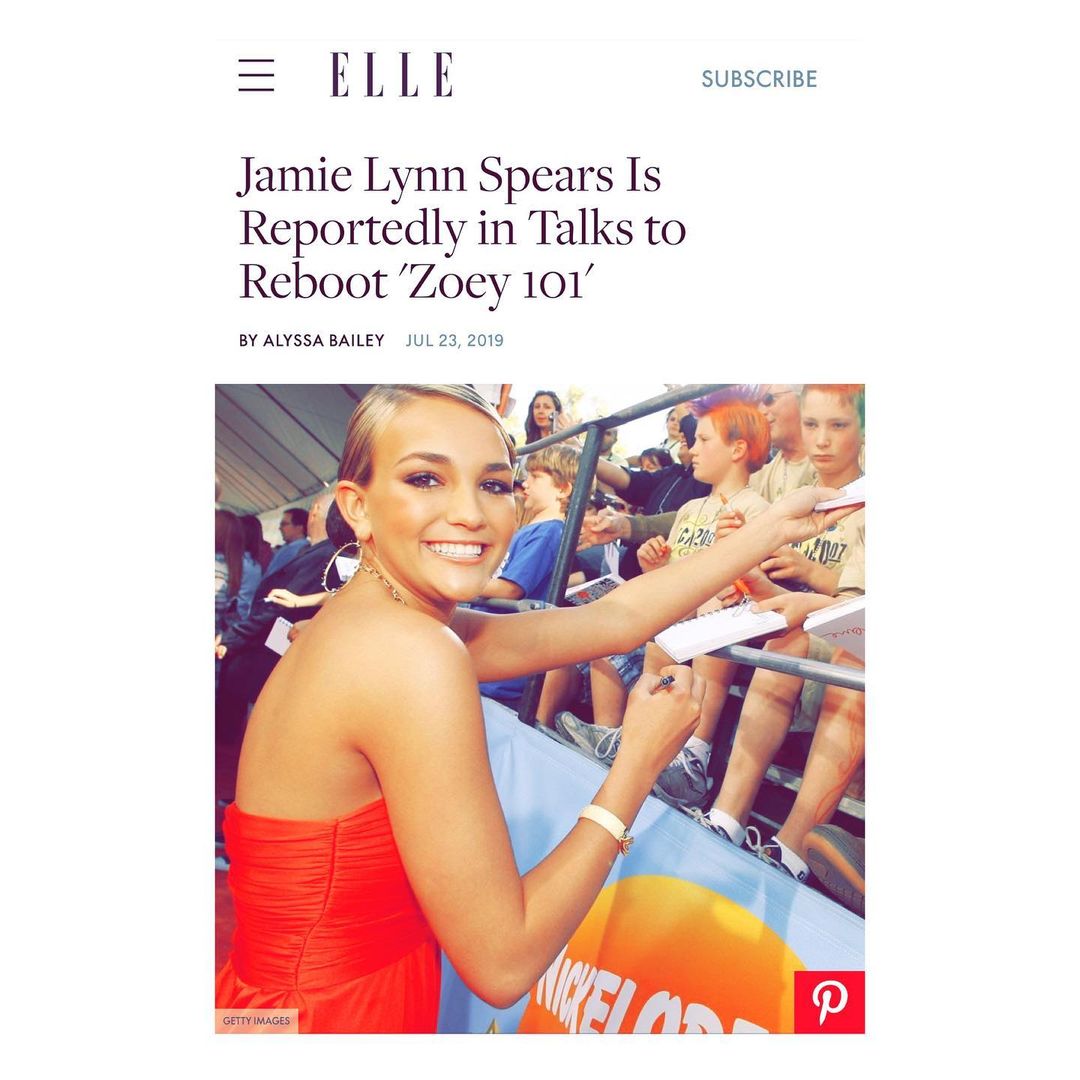 ELLE
SUBSCRIBE
Jamie Lynn Spears Is
Reportedly in Talks to
Reboot 'Zoey 101'
BY ALYSSA BAILEY JUL 23, 2019
NICKELODE
GETTY IMAGES